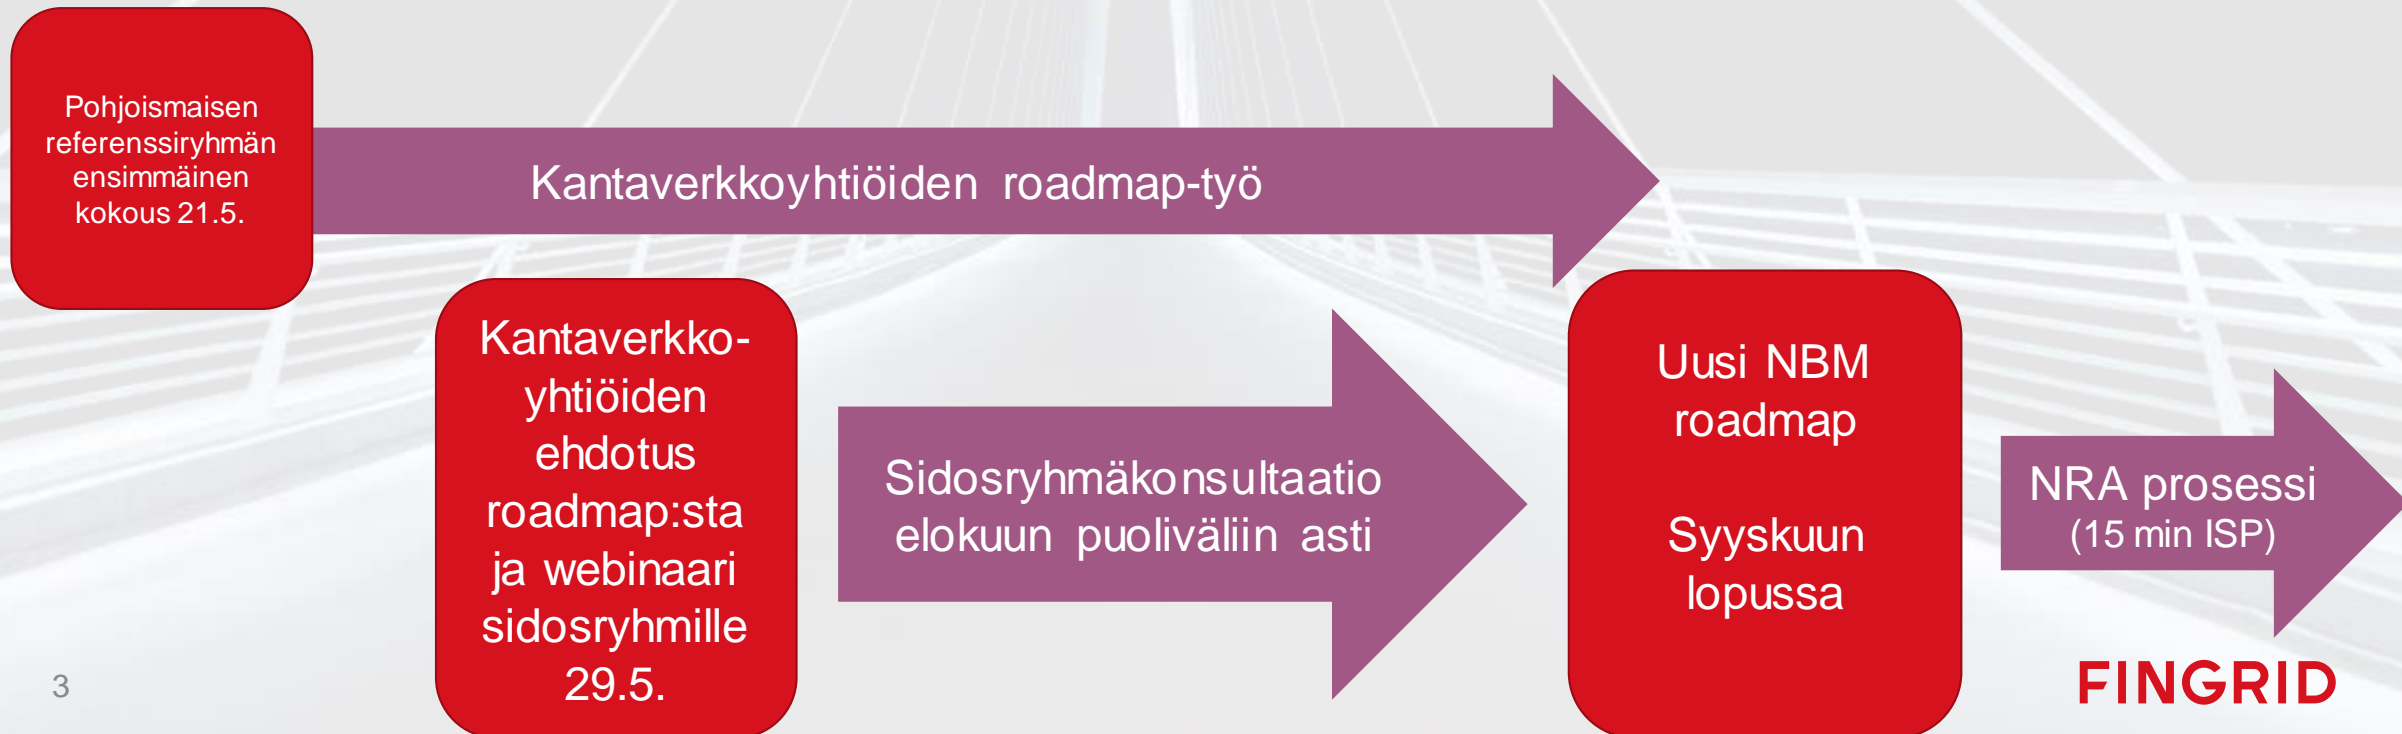 Pohjoismaisen
referenssiryhmän
ensimmäinen
kokous 21.5.
Kantaverkkoyhtiöiden roadmap-työ
Kantaverkko-
yhtiöiden
ehdotus
roadmap:sta
ja webinaari
sidosryhmille
29.5.
Sidosryhmäkonsultaatio
elokuun puoliväliin asti
Uusi NBM
roadmap
Syyskuun
lopussa
NRA prosessi
(15 min ISP)
3
FINGRID